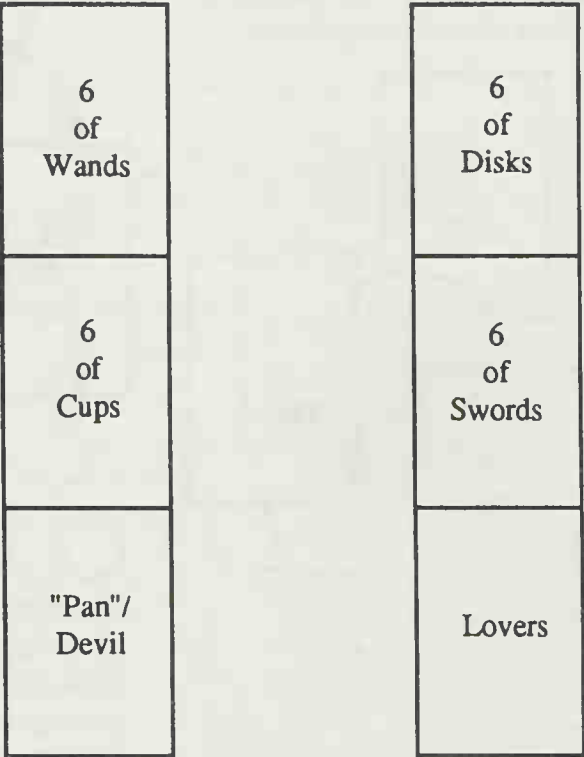 6
of
Wands
6
of
Disks
6
of
Cups
6
of
Swords
"Pan"/
Devil
Lovers